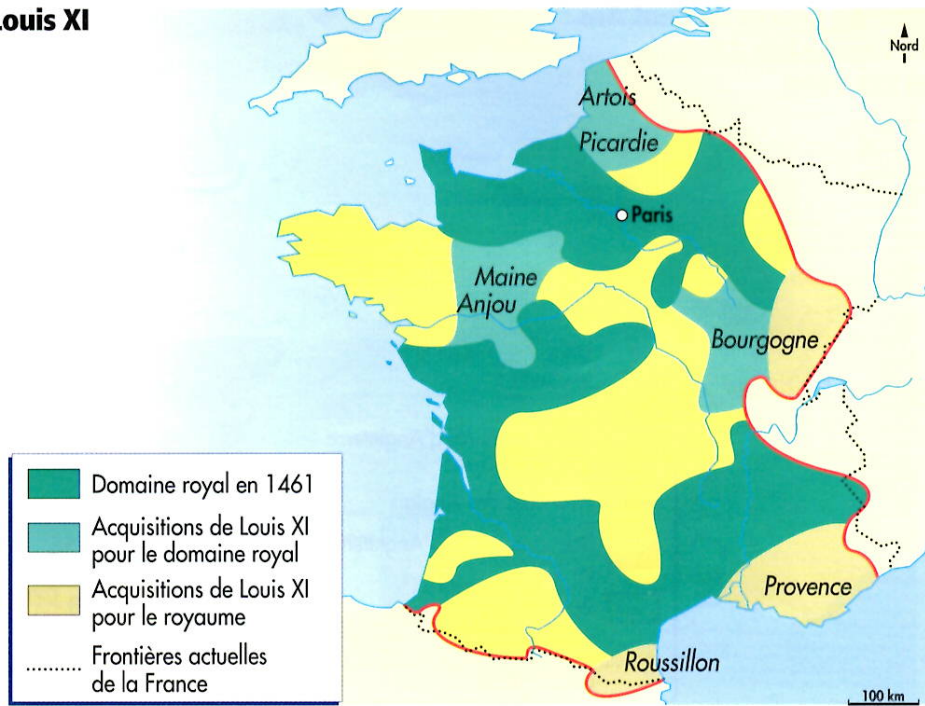 Louis XI
Nord
Artois
Picardie
Paris
Maine
Anjou
Bourgogne
Provence
Roussillon
Domaine royal en 1461
Acquisitions de Louis XI
pour le domaine royal
Acquisitions de Louis XI
pour le royaume
Frontières actuelles
de la France
100 km